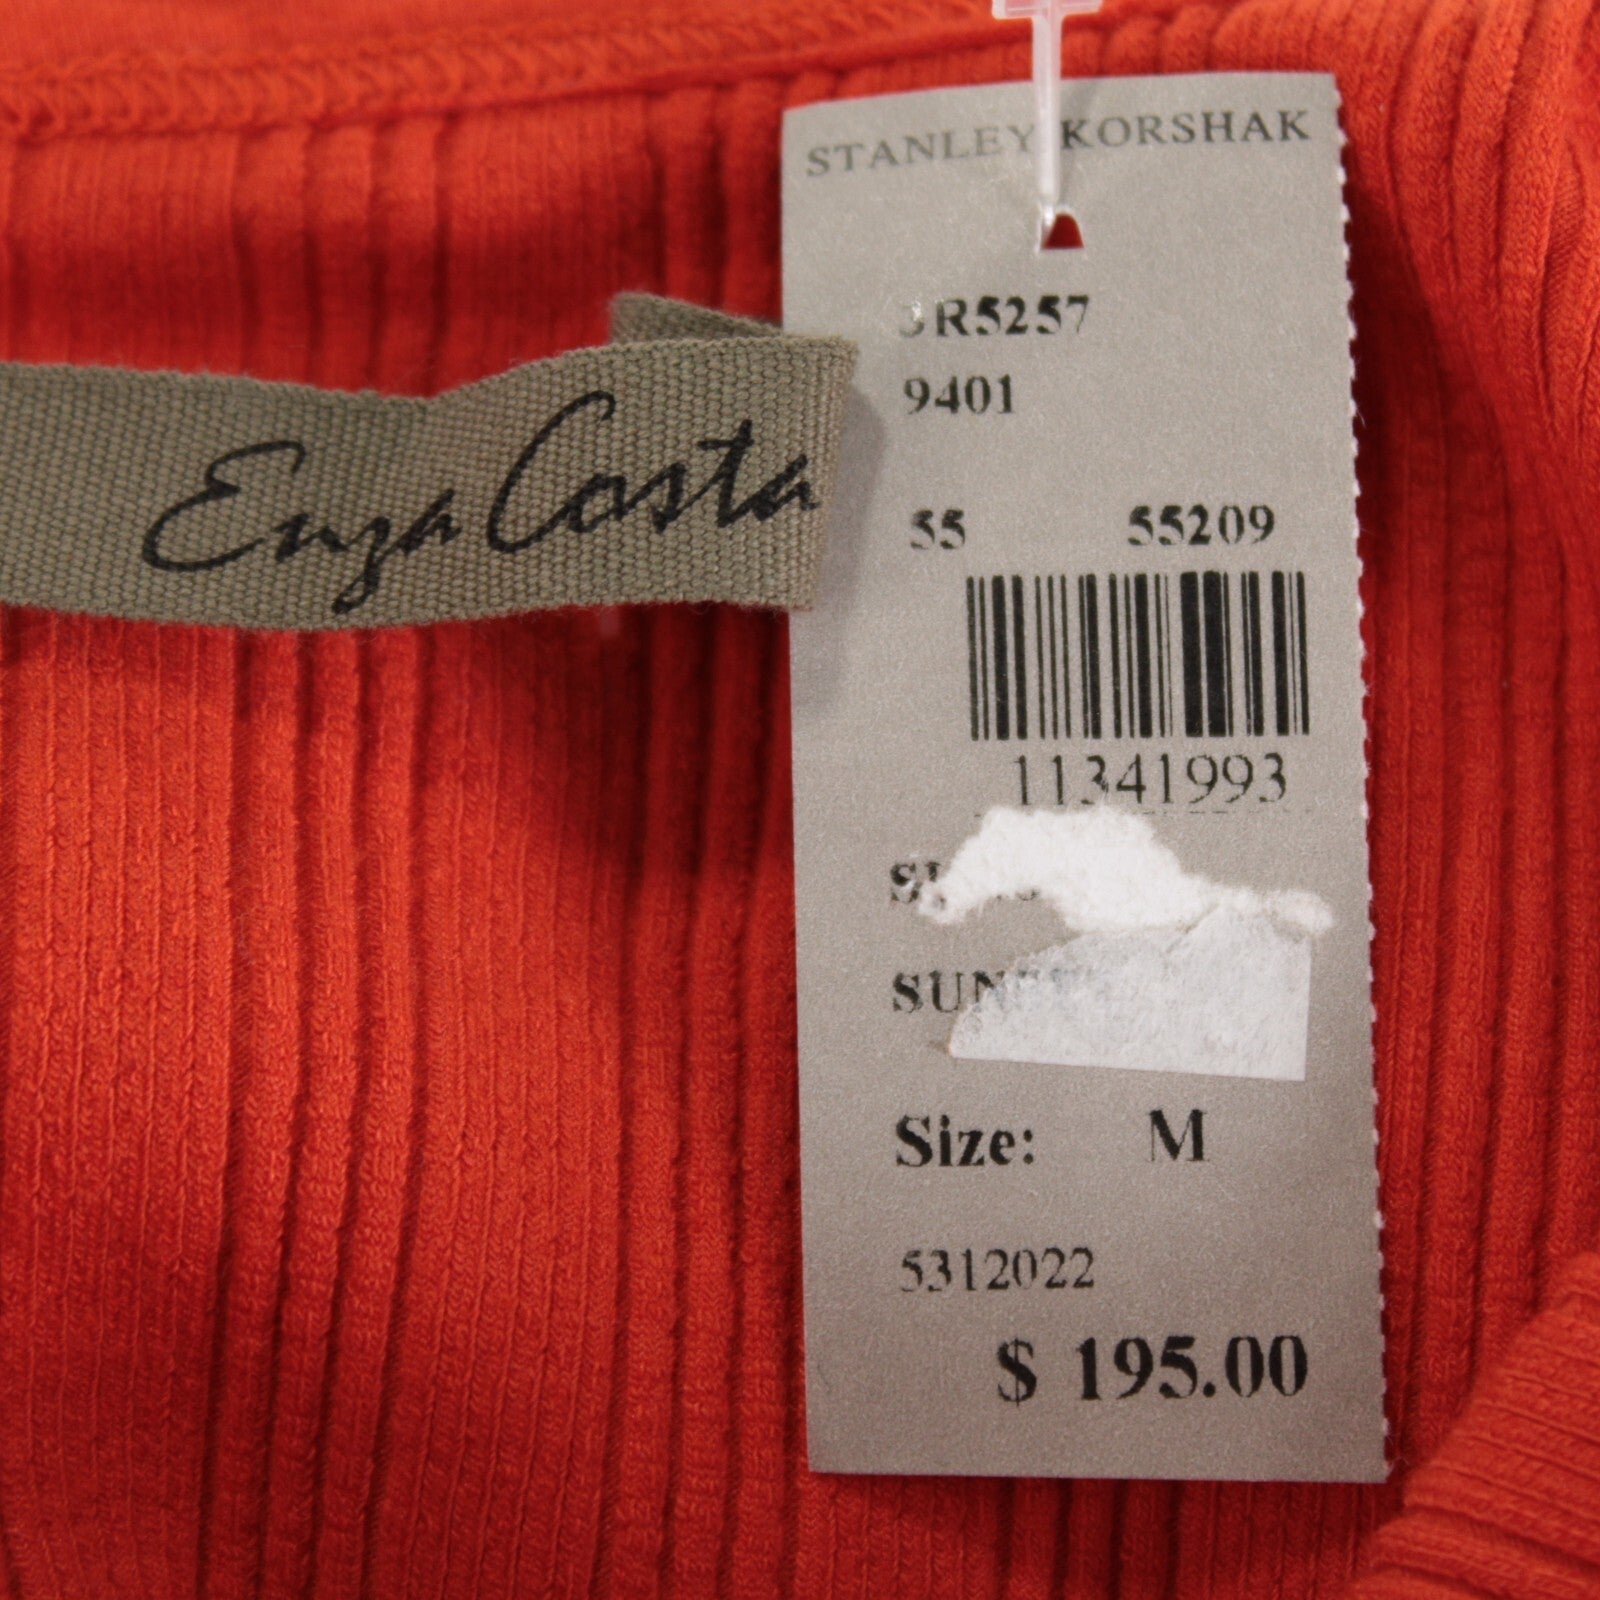 STANLEY KORSHAK
Enza Costa
9401
55 55209
11341993
Size: M
5312022
$ 195.00